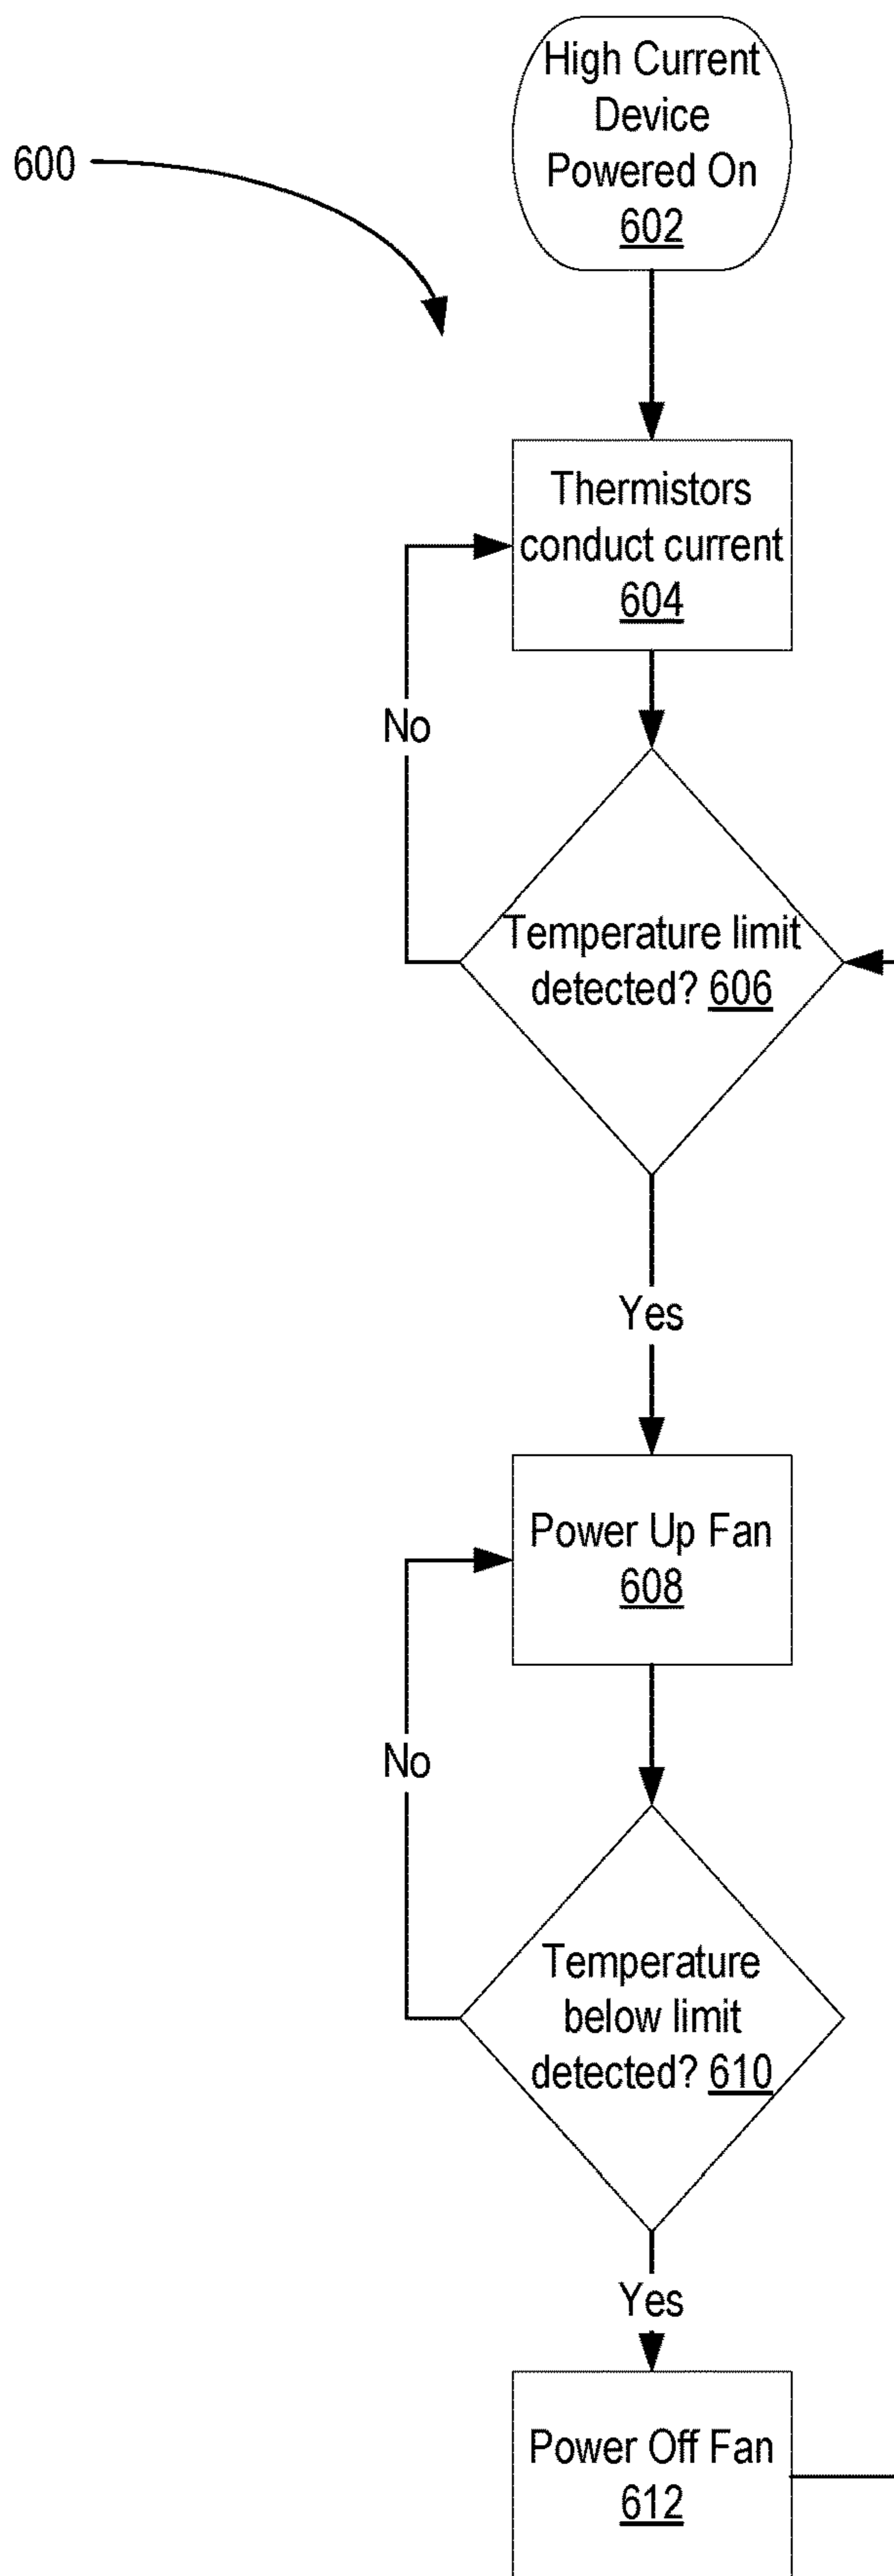 High Current
Device
Powered On
602
600
Thermistors
conduct current
604
No
Temperature limit
detected? 606
Yes
Power Up Fan
608
No
Temperature
below limit
detected? 610
Yes
Power Off Fan
612